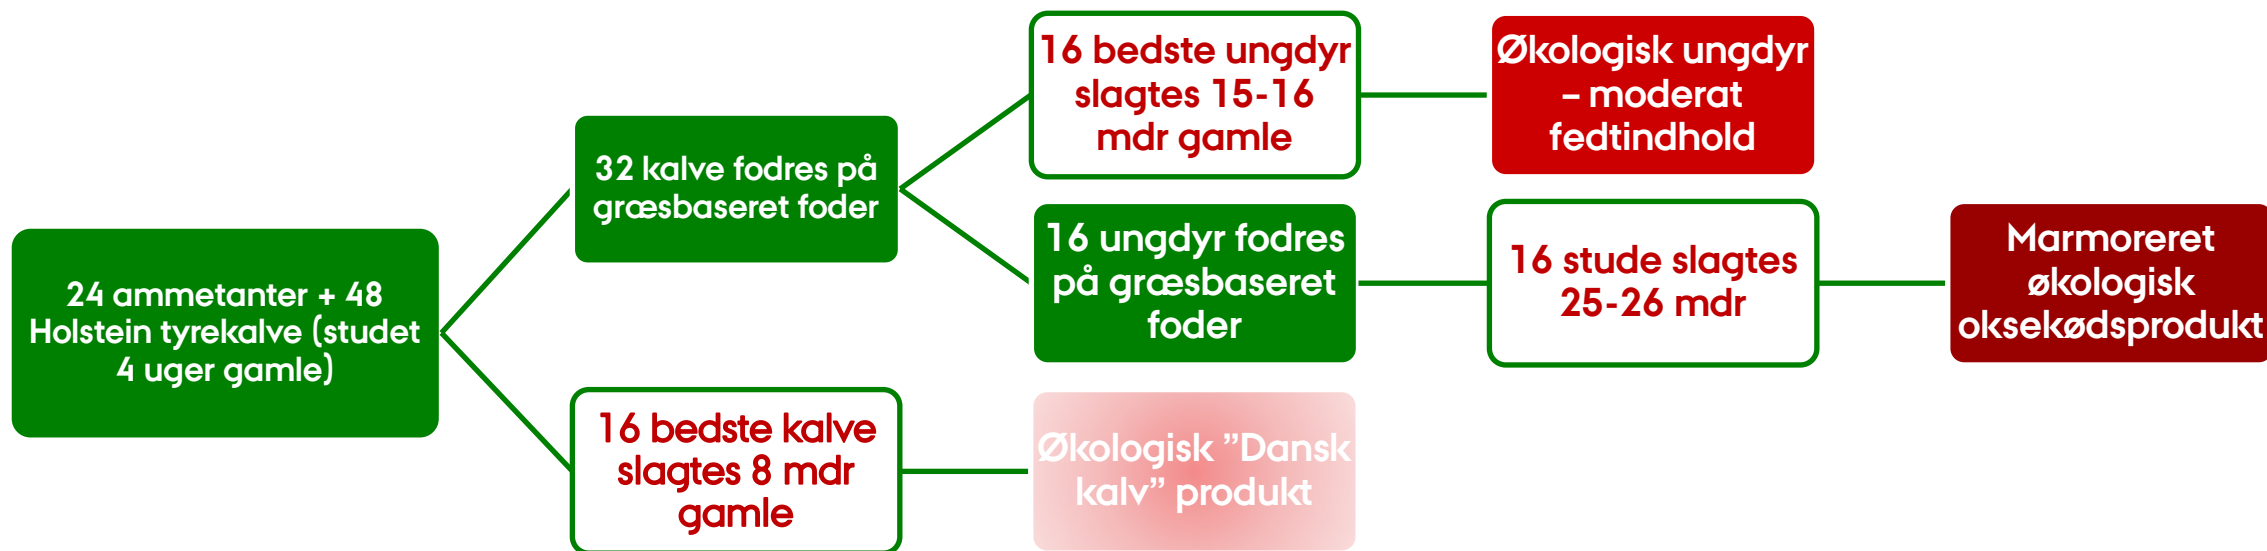 24 ammetanter + 48
Holstein tyrekalve (studet
4 uger gamle)
32 kalve fodres på
græsbaseret foder
16 bedste ungdyr
slagtes 15-16
mdr gamle
Økologisk ungdyr
– moderat
fedtindhold
16 ungdyr fodres
på græsbaseret
foder
16 stude slagtes
25-26 mdr
Marmoreret
økologisk
oksekødsprodukt
16 bedste kalve
slagtes 8 mdr
gamle
Økologisk ”Dansk
kalv” produkt